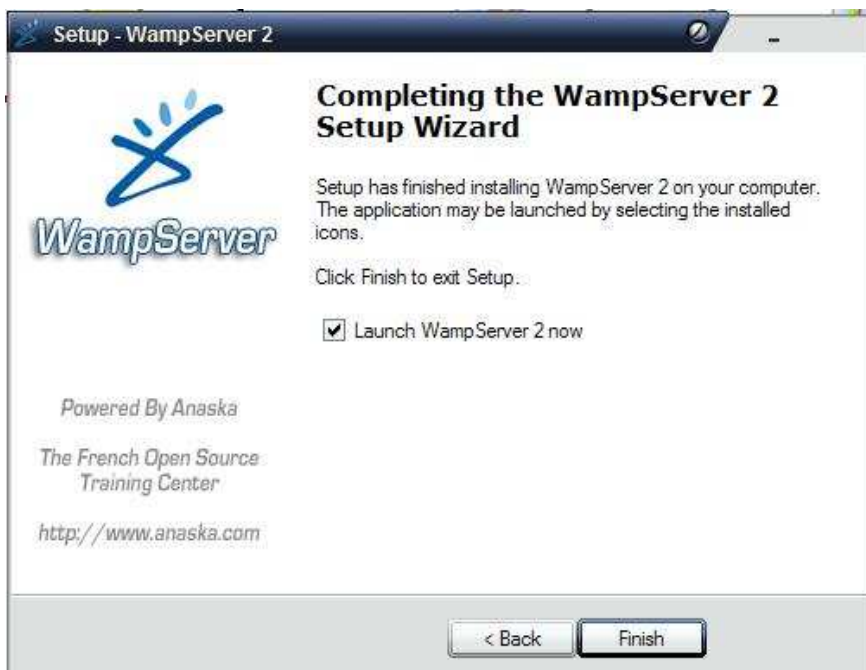 Setup - WampServer 2
Completing the WampServer 2
Setup Wizard
Setup has finished installing WampServer 2 on your computer.
The application may be launched by selecting the installed
icons.
Click Finish to exit Setup.
Launch WampServer 2 now
WampServer
Powered By Anaska
The French Open Source
Training Center
http://www.anaska.com
< Back
Finish